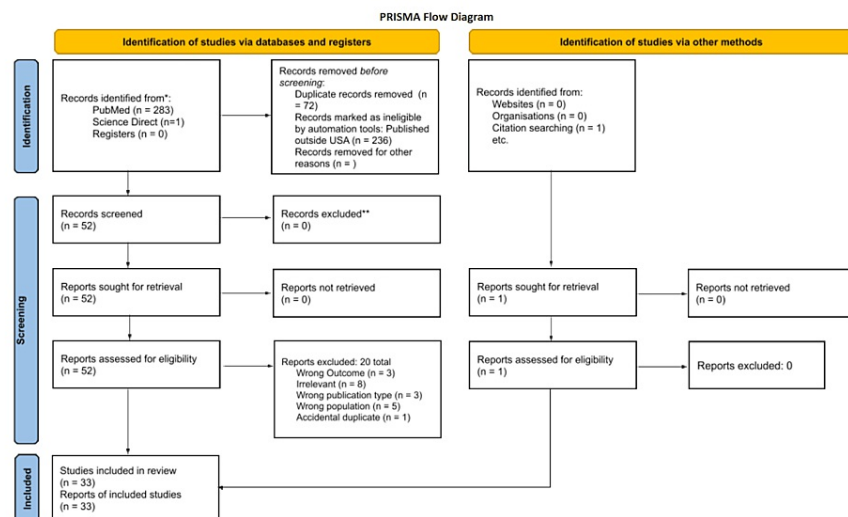 PRISMA Flow Diagram
Identification of studies via databases and registers
Identification of studies via other methods
Identification
Records identified from*:
PubMed (n = 283)
Science Direct (n=1)
Registers (n = 0)
Records removed before
screening:
Duplicate records removed (n
= 72)
Records marked as ineligible
by automation tools: Published
outside USA (n = 236)
Records removed for other
reasons (n = )
Records identified from:
Websites (n = 0)
Organisations (n = 0)
Citation searching (n = 1)
etc.
Screening
Records screened
(n = 52)
Records excluded**
(n = 0)
Reports sought for retrieval
(n = 52)
Reports not retrieved
(n = 0)
Reports sought for retrieval
(n = 1)
Reports not retrieved
(n = 0)
Reports assessed for eligibility
(n = 52)
Reports excluded: 20 total
Wrong Outcome (n = 3)
Irrelevant (n = 8)
Wrong publication type (n = 3)
Wrong population (n = 5)
Accidental duplicate (n = 1)
Reports assessed for eligibility
(n = 1)
Reports excluded: 0
Included
Studies included in review
(n = 33)
Reports of included studies
(n = 33)